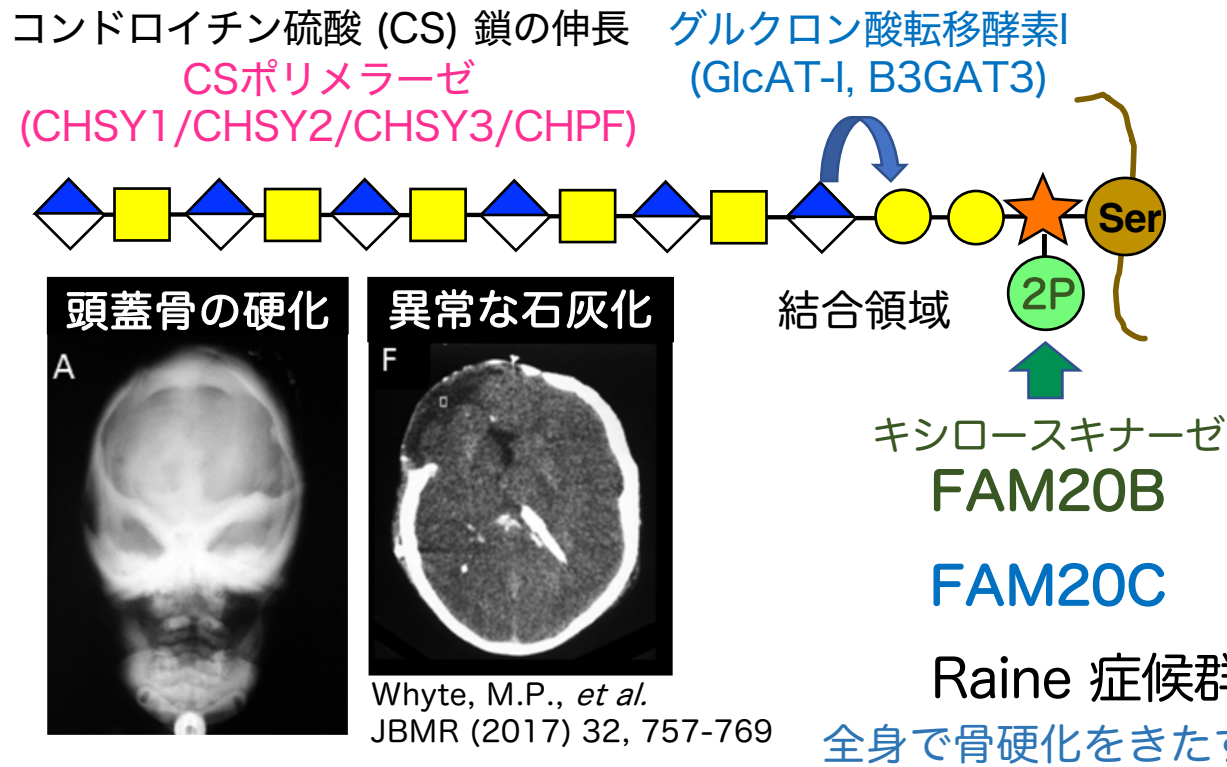 コンドロイチン硫酸 (CS) 鎖の伸長
CSポリメラーゼ
(CHSY1/CHSY2/CHSY3/CHPF)
グルクロン酸転移酵素I
(GlcAT-I, B3GAT3)
Ser
2P
結合領域
頭蓋骨の硬化
A
異常な石灰化
F
Whyte, M.P., et al.
JBMR (2017) 32, 757-769
キシロースキナーゼ
FAM20B
FAM20C
Raine 症候群
全身で骨硬化をきたす